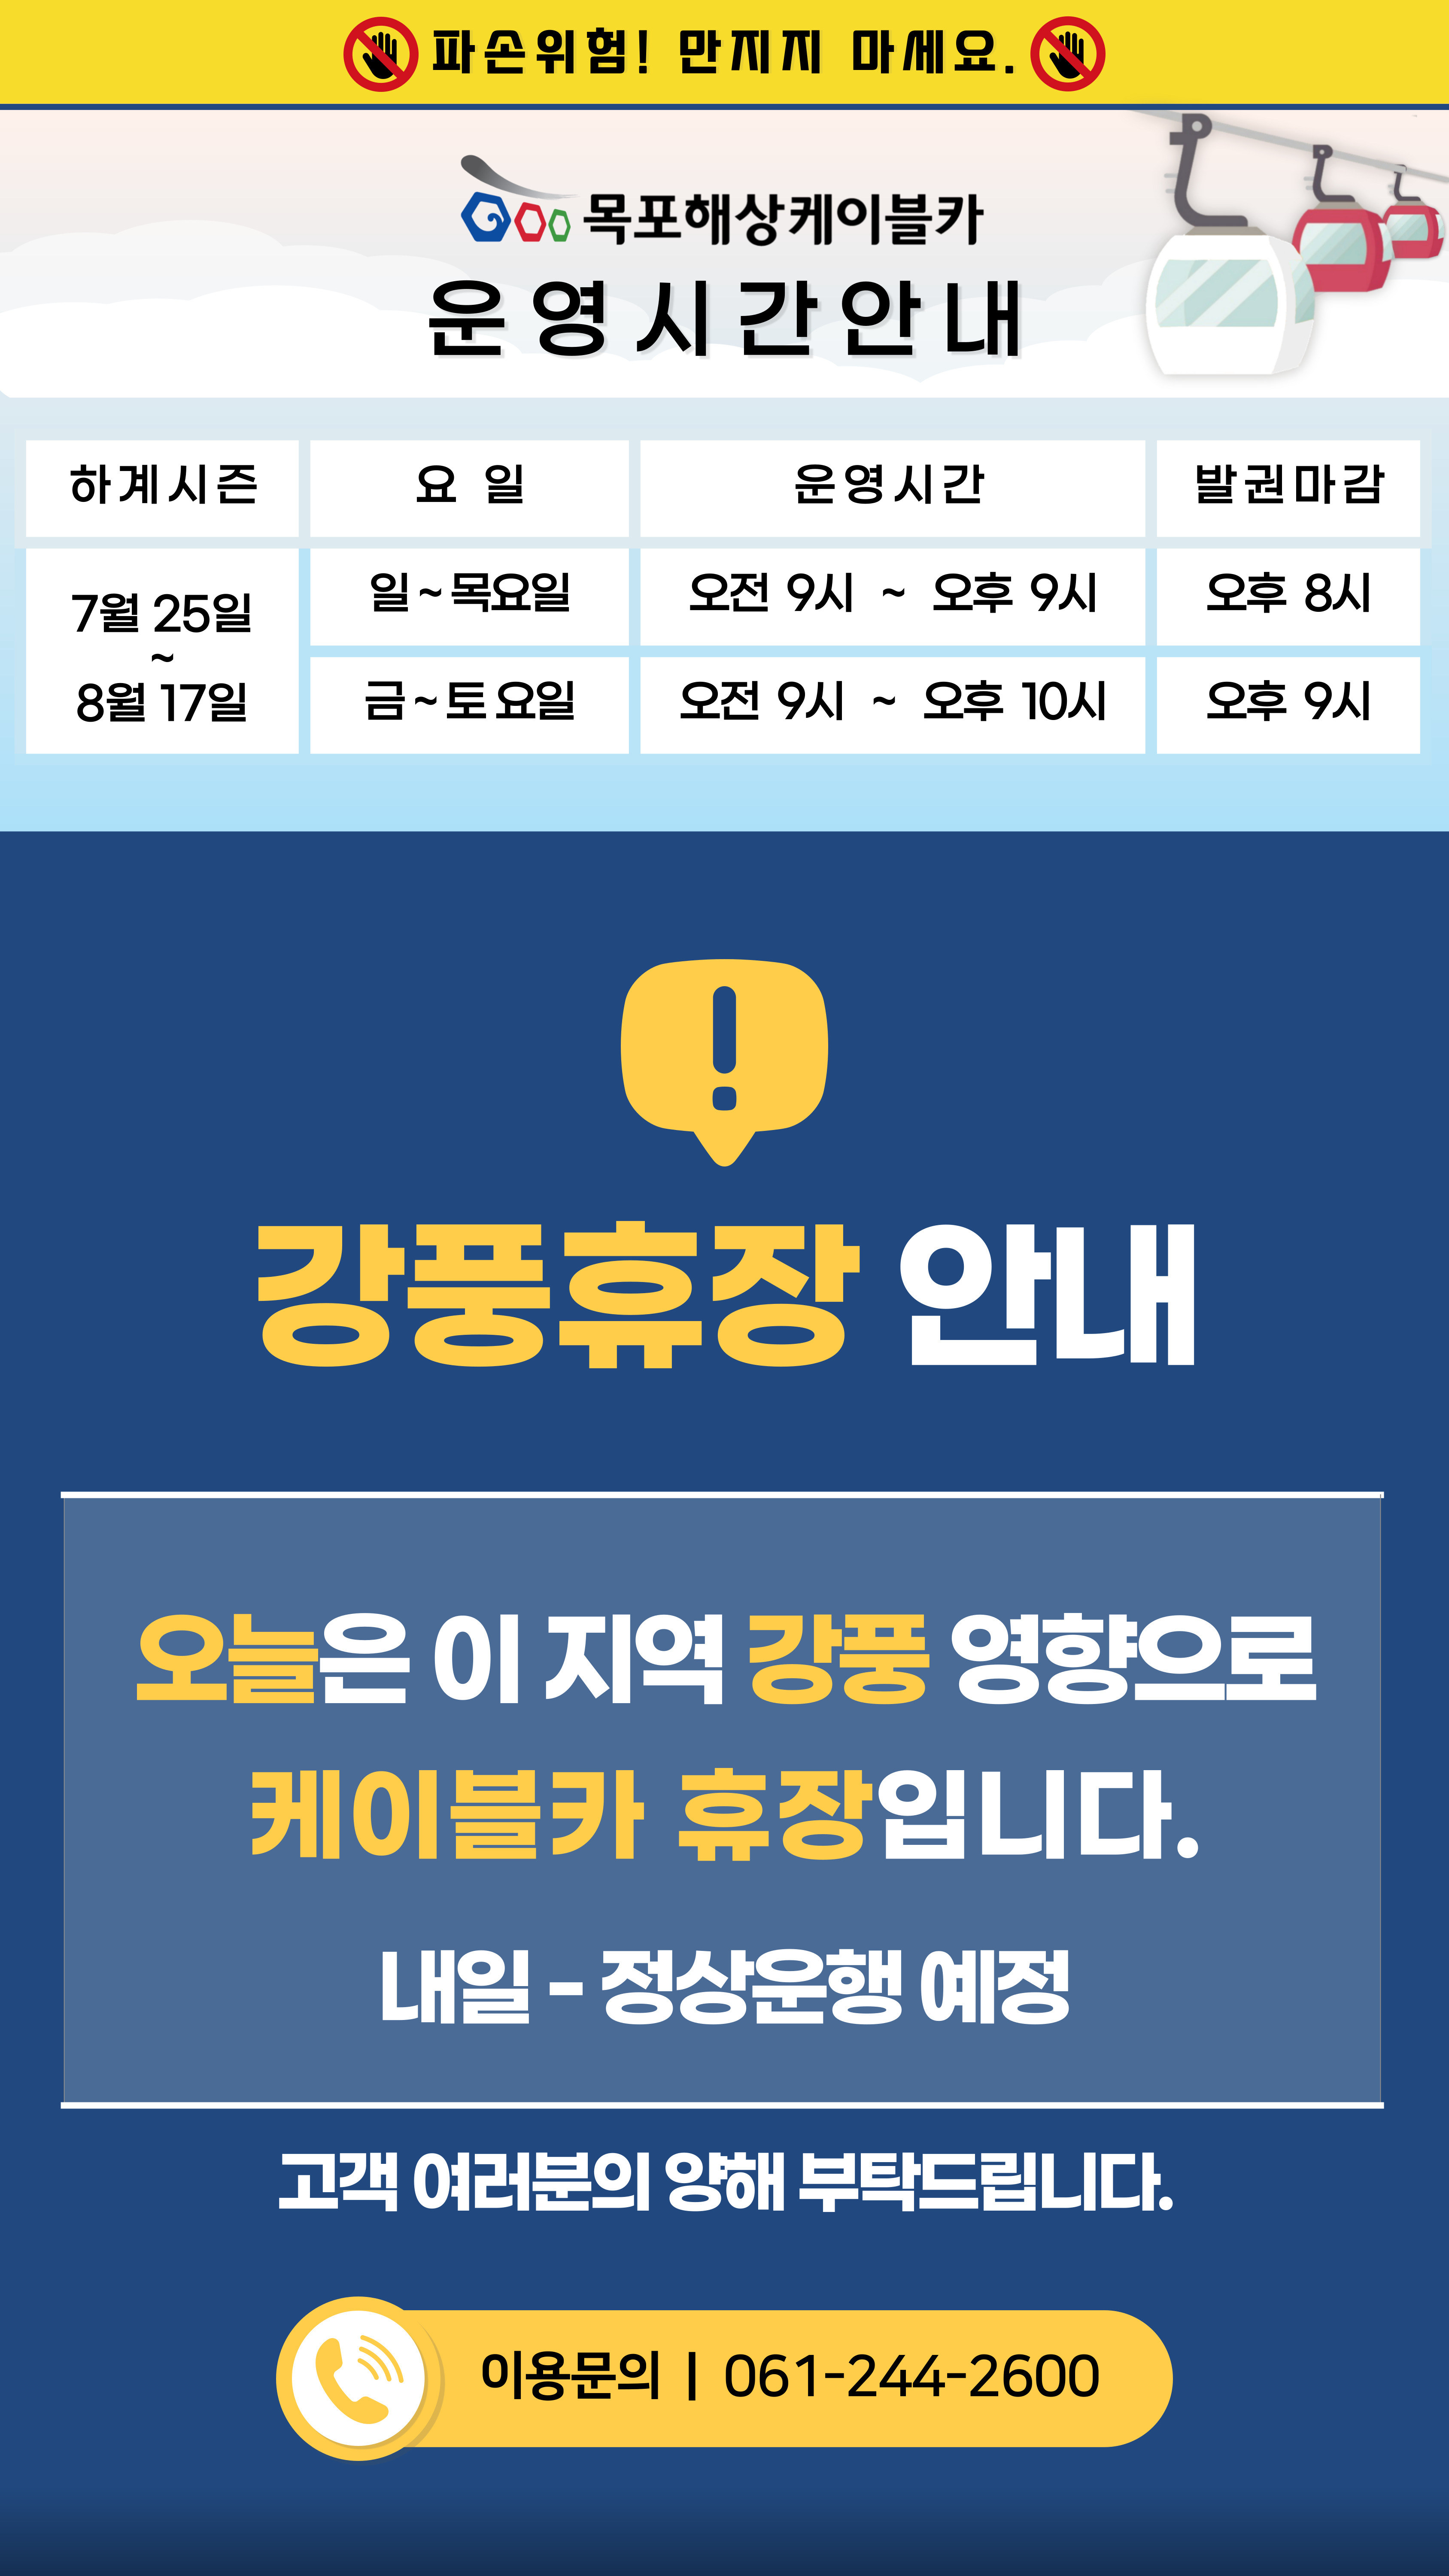 파손위험! 만지지 마세요.
목포해상케이블카
운영시간안내
하계시즌 요 일 운영시간 발권마감
7월 25일 ~ 8월 17일
일~목요일 오전 9시 ~ 오후 9시 오후 8시
금~토요일 오전 9시 ~ 오후 10시 오후 9시
강풍휴장 안내
오늘은 이 지역 강풍 영향으로
케이블카 휴장입니다.
내일 - 정상운행 예정
고객 여러분의 양해 부탁드립니다.
이용문의 | 061-244-2600